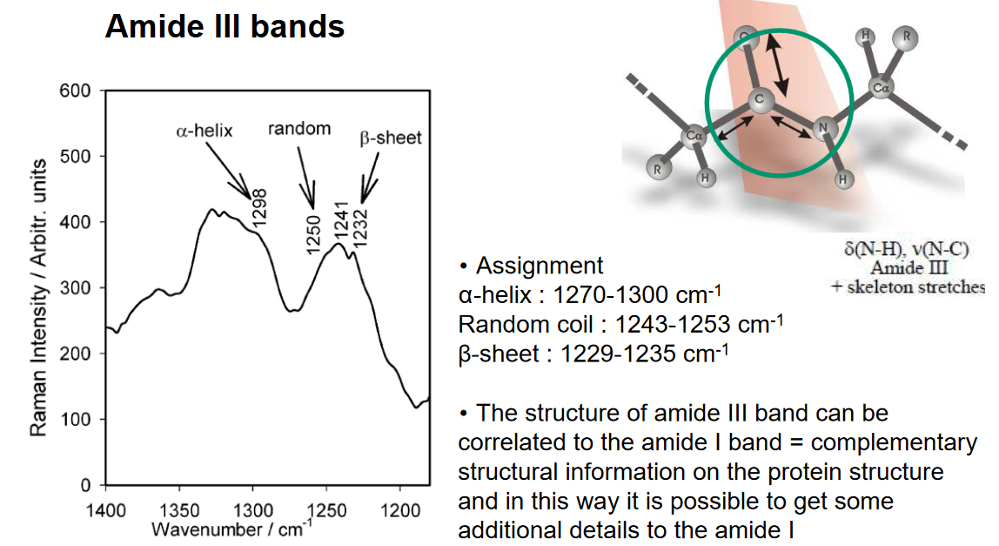 Amide III bands
600
500
400
300
200
100
0
Raman Intensity / Arbitr. units
α-helix
random
β-sheet
1298
1250
1241
1232
1400 1350 1300 1250 1200
Wavenumber / cm-1
O
C
N
H
R
Cα
Cα
R
H
H
δ(N-H), ν(N-C)
Amide III
+ skeleton stretches
• Assignment
α-helix : 1270-1300 cm-1
Random coil : 1243-1253 cm-1
β-sheet : 1229-1235 cm-1
• The structure of amide III band can be
correlated to the amide I band = complementary
structural information on the protein structure
and in this way it is possible to get some
additional details to the amide I